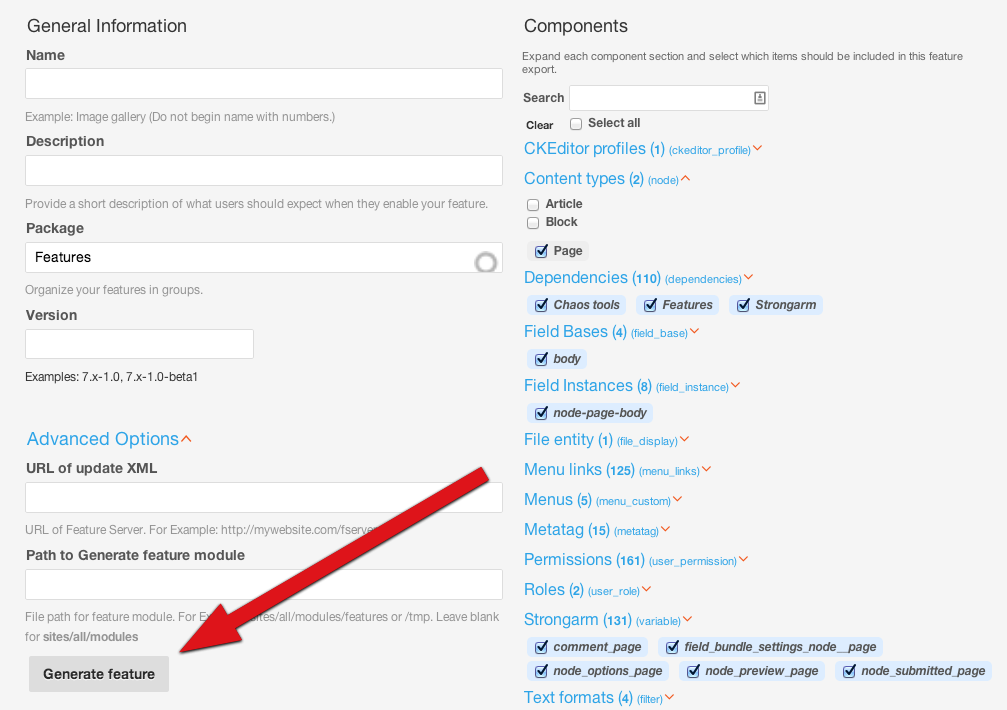 General Information
Name
Example: Image gallery (Do not begin name with numbers.)
Description
Provide a short description of what users should expect when they enable your feature.
Package
Features
Organize your features in groups.
Version
Examples: 7.x-1.0, 7.x-1.0-beta1
Advanced Options
URL of update XML
URL of Feature Server. For Example: http://mywebsite.com/fserver
Path to Generate feature module
File path for feature module. For /sites/all/modules/features or /tmp. Leave blank
for sites/all/modules
Generate feature
Components
Expand each component section and select which items should be included in this feature
export.
Search
Clear Select all
CKEditor profiles (1) (ckeditor_profile)
Content types (2) (node)
Article
Block
Page
Dependencies (110) (dependencies)
Chaos tools Features Strongarm
Field Bases (4) (field_base)
body
Field Instances (8) (field_instance)
node-page-body
File entity (1) (file_display)
Menu links (125) (menu_links)
Menus (5) (menu_custom)
Metatag (15) (metatag)
Permissions (161) (user_permission)
Roles (2) (user_role)
Strongarm (131) (variable)
comment_page field_bundle_settings_node__page
node_options_page node_preview_page node_submitted_page
Text formats (4) (filter)